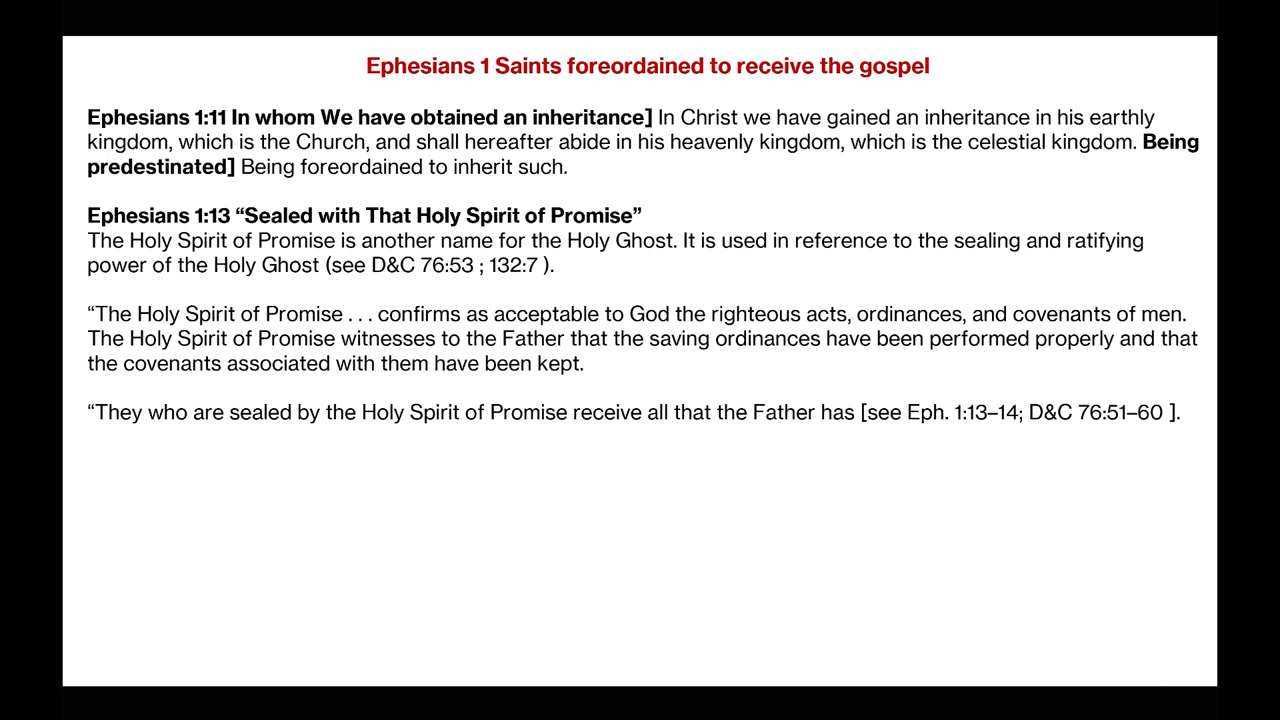 Ephesians 1 Saints foreordained to receive the gospel
Ephesians 1:11 In whom We have obtained an inheritance] In Christ we have gained an inheritance in his earthly
kingdom, which is the Church, and shall hereafter abide in his heavenly kingdom, which is the celestial kingdom. Being
predestinated] Being foreordained to inherit such.
Ephesians 1:13 “Sealed with That Holy Spirit of Promise”
The Holy Spirit of Promise is another name for the Holy Ghost. It is used in reference to the sealing and ratifying
power of the Holy Ghost (see D&C 76:53 ; 132:7 ).
“The Holy Spirit of Promise . . . confirms as acceptable to God the righteous acts, ordinances, and covenants of men.
The Holy Spirit of Promise witnesses to the Father that the saving ordinances have been performed properly and that
the covenants associated with them have been kept.
“They who are sealed by the Holy Spirit of Promise receive all that the Father has [see Eph. 1:13–14; D&C 76:51–60 ].